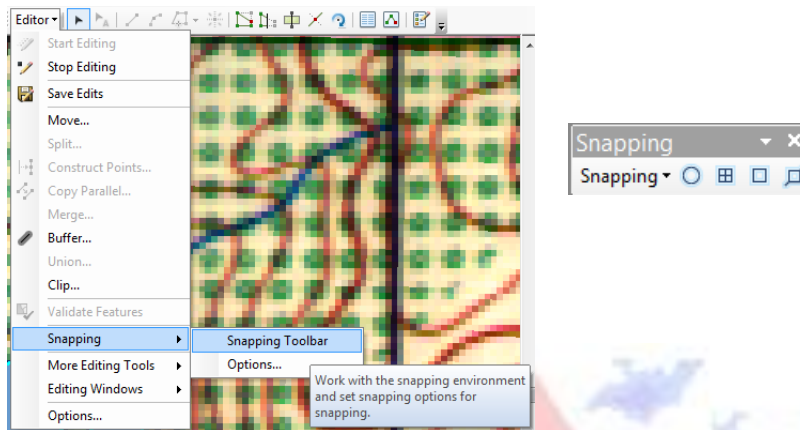 Editor
Start Editing
Stop Editing
Save Edits
Move...
Split...
Construct Points...
Copy Parallel...
Merge...
Buffer...
Union...
Clip...
Validate Features
Snapping
More Editing Tools
Editing Windows
Options...
Snapping Toolbar
Options...
Work with the snapping environment
and set snapping options for
snapping.
Snapping
Snapping